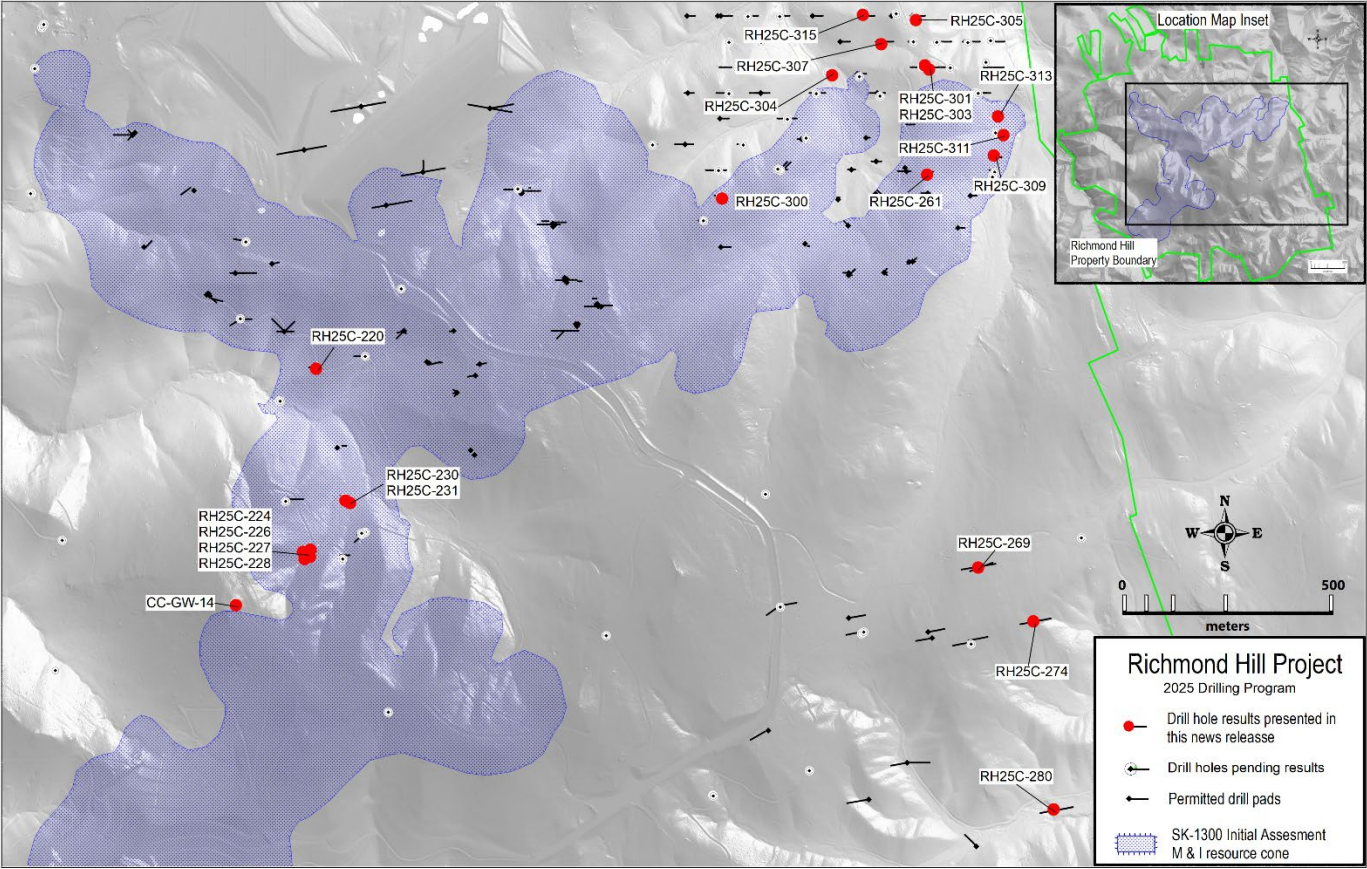 RH25C-305
RH25C-315
RH25C-307
RH25C-313
RH25C-304
RH25C-301
RH25C-303
RH25C-311
RH25C-309
RH25C-300
RH25C-261
RH25C-220
RH25C-230
RH25C-231
RH25C-224
RH25C-226
RH25C-227
RH25C-228
CC-GW-14
RH25C-269
RH25C-274
RH25C-280
Location Map Inset
Richmond Hill
Property Boundary
N
W E
S
0 500
meters
Richmond Hill Project
2025 Drilling Program
Drill hole results presented in
this news releasse
Drill holes pending results
Permitted drill pads
SK-1300 Initial Assesment
M & I resource cone